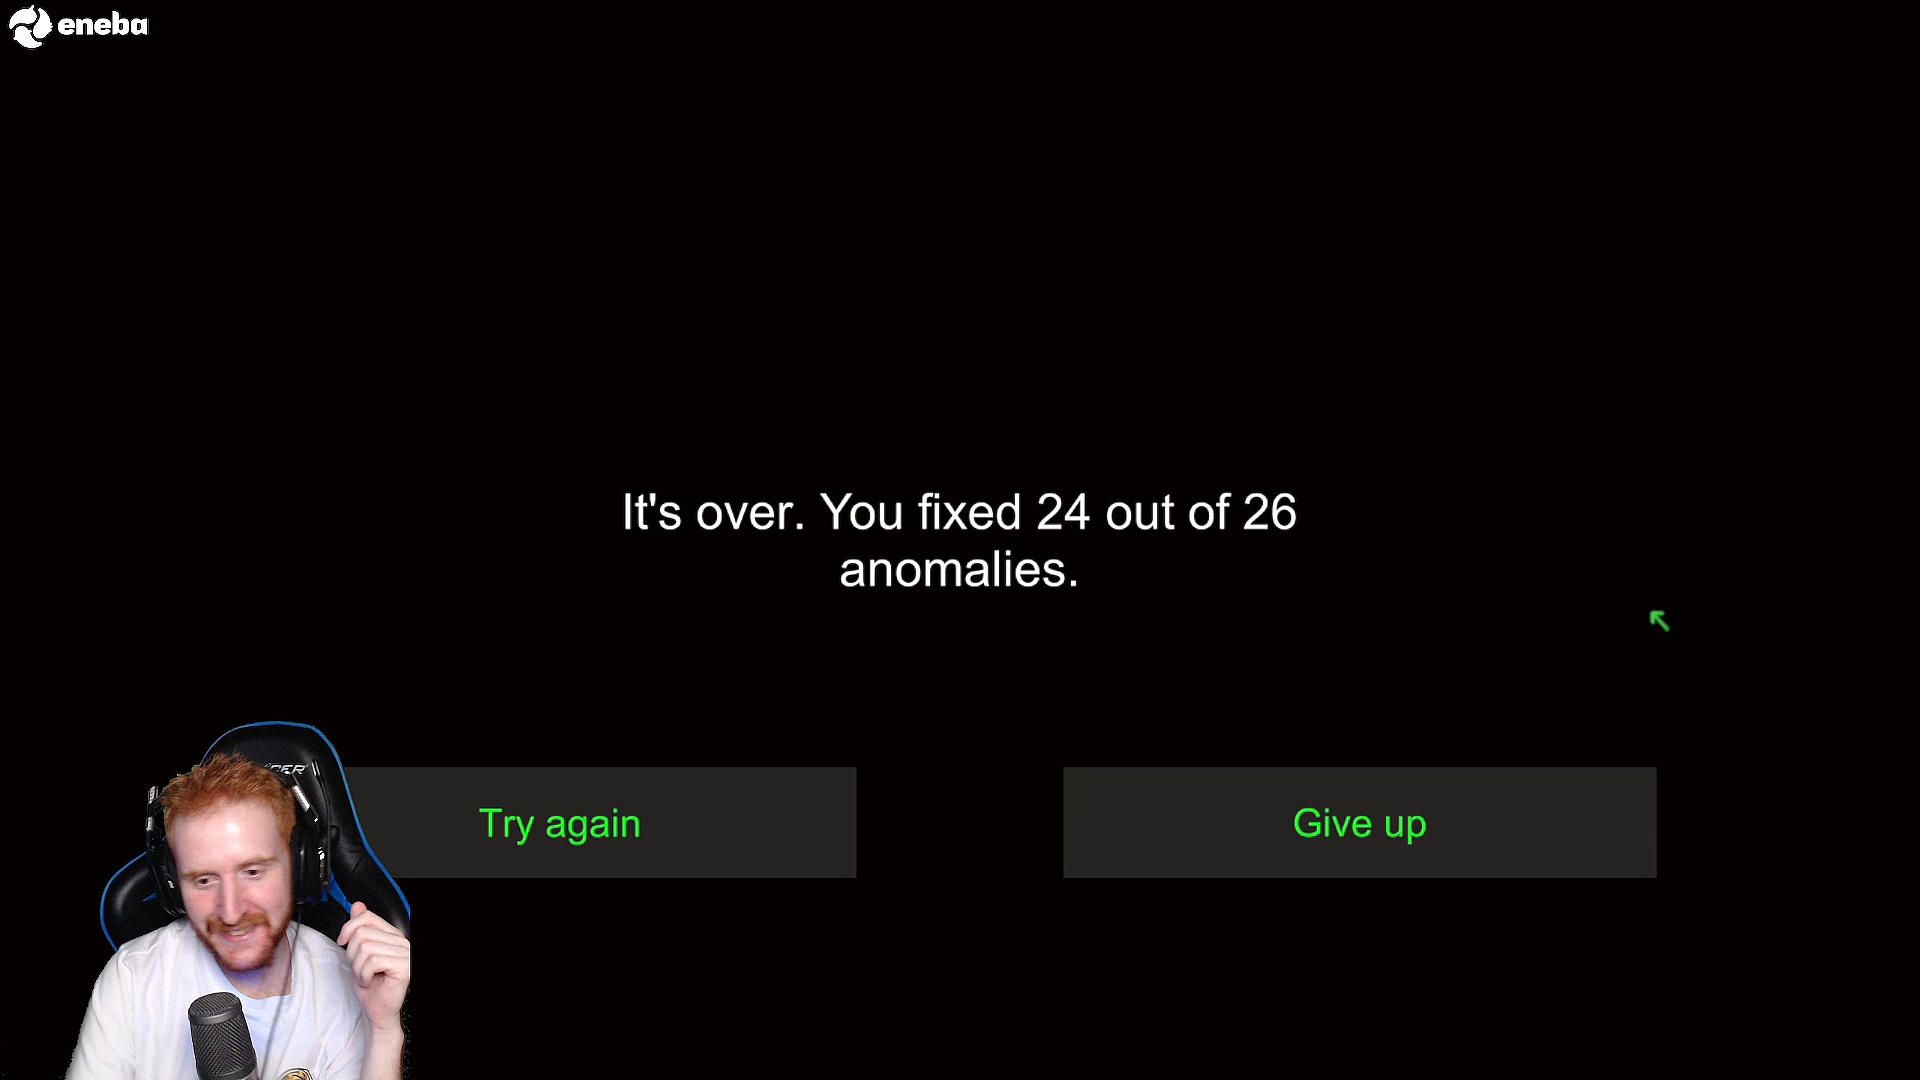 eneba
It's over. You fixed 24 out of 26
anomalies.
Try again
Give up